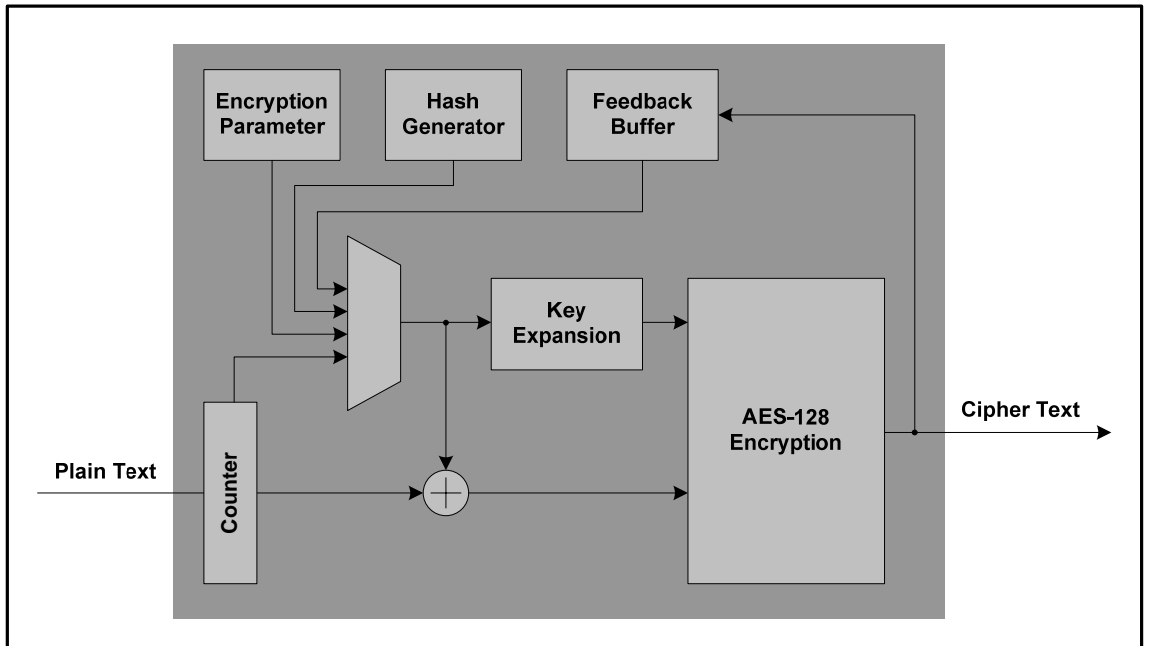 Encryption
Parameter
Hash
Generator
Feedback
Buffer
Key
Expansion
AES-128
Encryption
Cipher Text
Plain Text
Counter